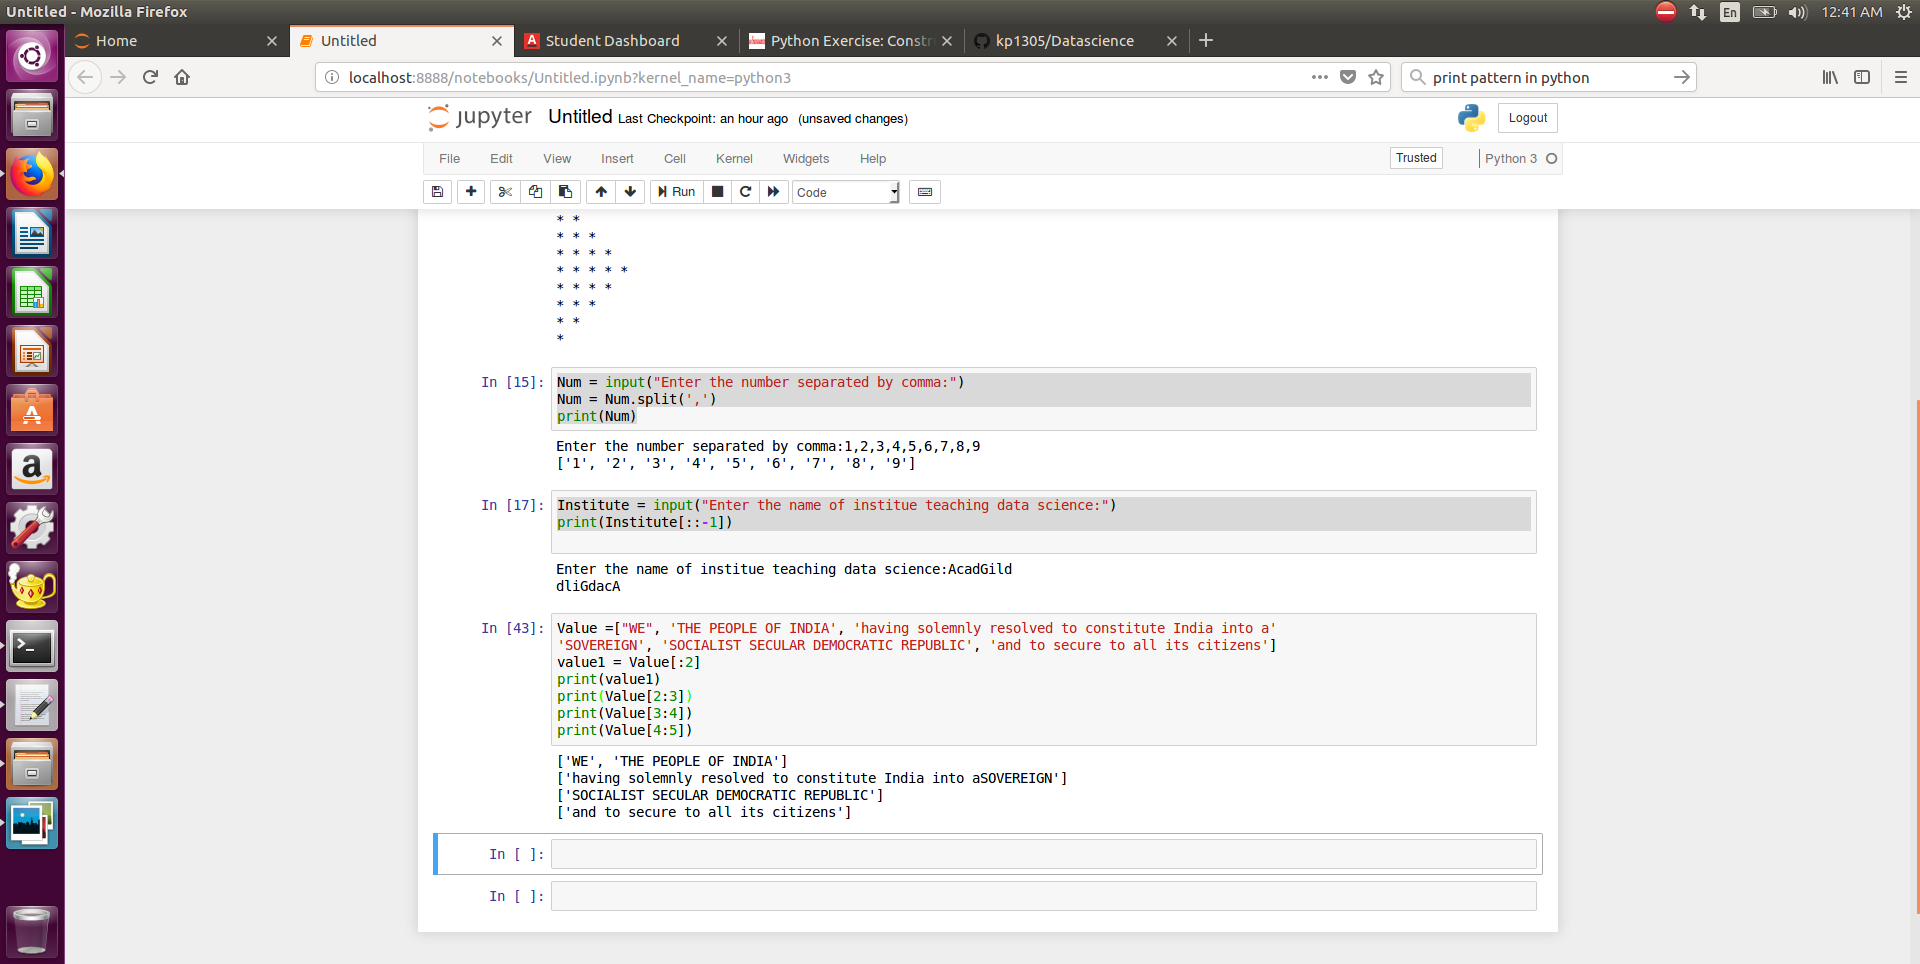 Untitled - Mozilla Firefox
En
12:41 AM
Home
Untitled
A Student Dashboard
Python Exercise: Constr
kp1305/Datascience
localhost:8888/notebooks/Untitled.ipynb?kernel_name=python3
print pattern in python
jupyter Untitled Last Checkpoint: an hour ago (unsaved changes)
Logout
File Edit View Insert Cell Kernel Widgets Help
Trusted
Python 3
Run
Code
* *
* * *
* * * *
* * * * *
* * * *
* * *
* *
*
In [15]: Num = input("Enter the number separated by comma:")
Num = Num.split(',')
print(Num)
Enter the number separated by comma:1,2,3,4,5,6,7,8,9
['1', '2', '3', '4', '5', '6', '7', '8', '9']
In [17]: Institute = input("Enter the name of institue teaching data science:")
print(Institute[::-1])
Enter the name of institue teaching data science:AcadGild
dliGdacA
In [43]: Value =["WE", 'THE PEOPLE OF INDIA', 'having solemnly resolved to constitute India into a'
'SOVEREIGN', 'SOCIALIST SECULAR DEMOCRATIC REPUBLIC', 'and to secure to all its citizens']
value1 = Value[:2]
print(value1)
print(Value[2:3])
print(Value[3:4])
print(Value[4:5])
['WE', 'THE PEOPLE OF INDIA']
['having solemnly resolved to constitute India into aSOVEREIGN']
['SOCIALIST SECULAR DEMOCRATIC REPUBLIC']
['and to secure to all its citizens']
In [ ]:
In [ ]: